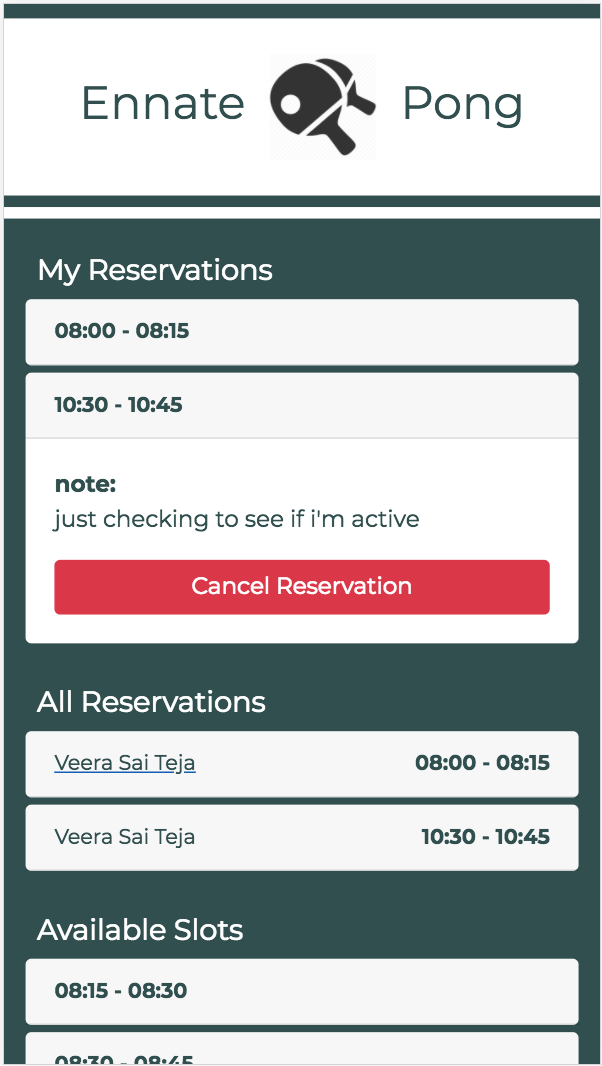 Ennate Pong
My Reservations
08:00 - 08:15
10:30 - 10:45
note:
just checking to see if i'm active
Cancel Reservation
All Reservations
Veera Sai Teja 08:00 - 08:15
Veera Sai Teja 10:30 - 10:45
Available Slots
08:15 - 08:30
08:30 - 08:45